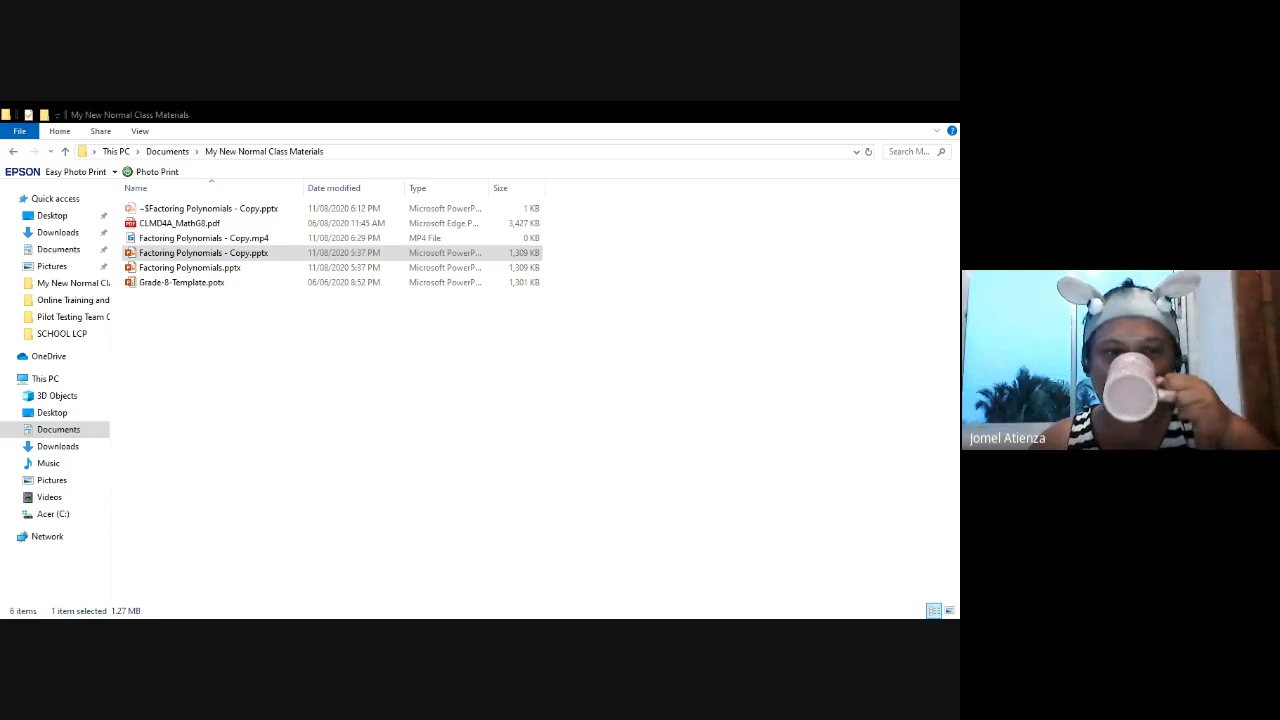 My New Normal Class Materials
File Home Share View
This PC Documents My New Normal Class Materials Search M...
EPSON Easy Photo Print Photo Print
Name Date modified Type Size
Quick access
Desktop
Downloads
Documents
Pictures
My New Normal Cl
Online Training and
Pilot Testing Team C
SCHOOL LCP
OneDrive
This PC
3D Objects
Desktop
Documents
Downloads
Music
Pictures
Videos
Acer (C:)
Network
~$Factoring Polynomials - Copy.pptx 11/08/2020 6:12 PM Microsoft PowerP... 1 KB
CLMD4A_MathG8.pdf 06/08/2020 11:45 AM Microsoft Edge P... 3,427 KB
Factoring Polynomials - Copy.mp4 11/08/2020 6:29 PM MP4 File 0 KB
Factoring Polynomials - Copy.pptx 11/08/2020 5:37 PM Microsoft PowerP... 1,309 KB
Factoring Polynomials.pptx 11/08/2020 5:37 PM Microsoft PowerP... 1,309 KB
Grade-8-Template.potx 06/06/2020 8:52 PM Microsoft PowerP... 1,301 KB
6 items 1 item selected 1.27 MB
Jomel Atienza